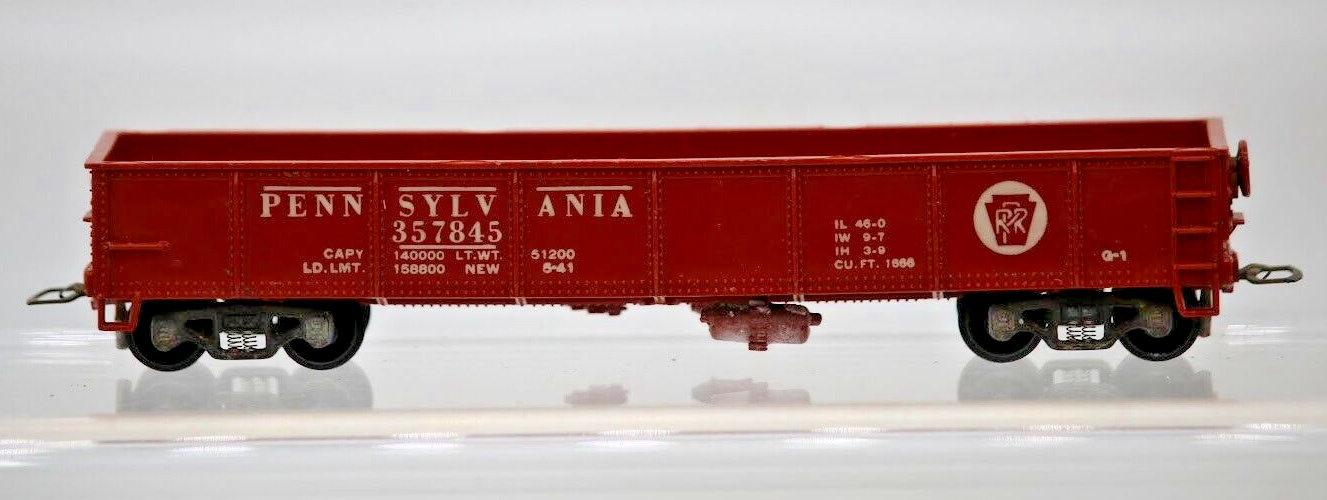 PENN SYLV ANIA
357845
CAPY 140000 LT.WT. 51200
LD.LMT. 158800 NEW 5-41
IL 46-0
IW 9-7
IH 3-9
CU.FT. 1666
PRR
G-1